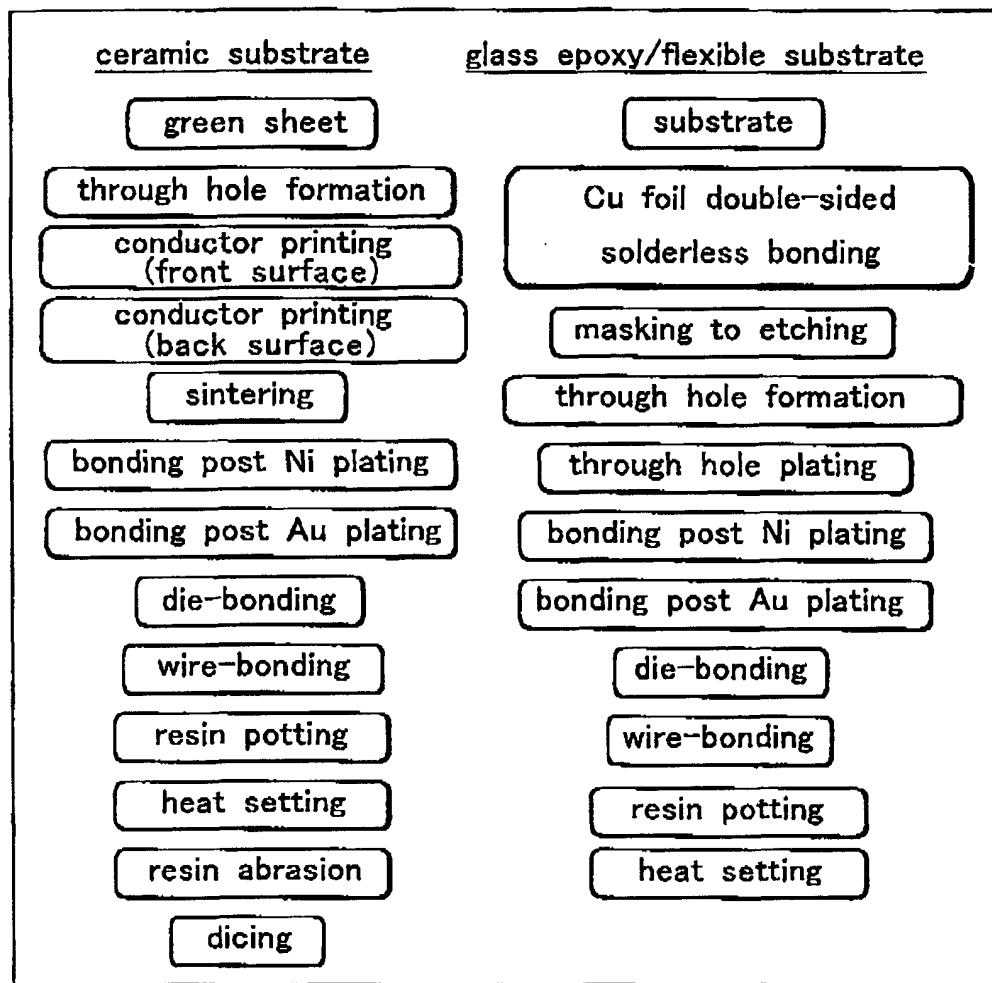 ceramic substrate
green sheet
through hole formation
conductor printing
(front surface)
conductor printing
(back surface)
sintering
bonding post Ni plating
bonding post Au plating
die-bonding
wire-bonding
resin potting
heat setting
resin abrasion
dicing
glass epoxy/flexible substrate
substrate
Cu foil double-sided
solderless bonding
masking to etching
through hole formation
through hole plating
bonding post Ni plating
bonding post Au plating
die-bonding
wire-bonding
resin potting
heat setting